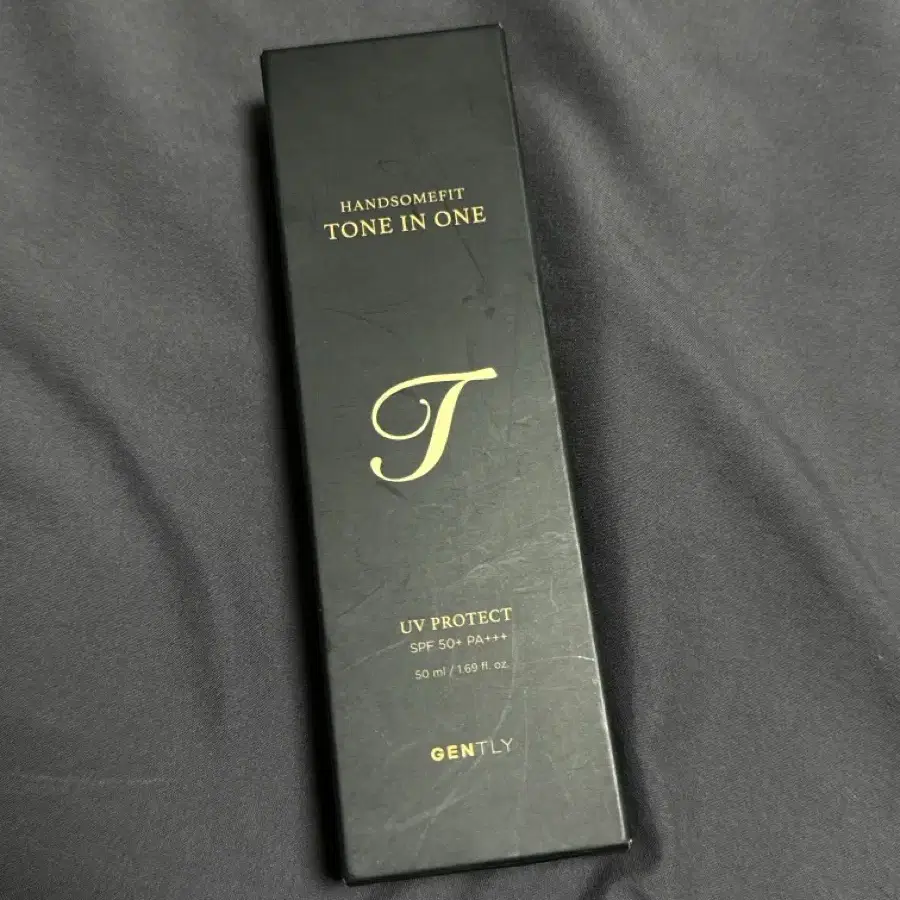 HANDSOMEFIT
TONE IN ONE
T
UV PROTECT
SPF 50+ PA+++
50 ml / 1.69 fl. oz.
GENTLY